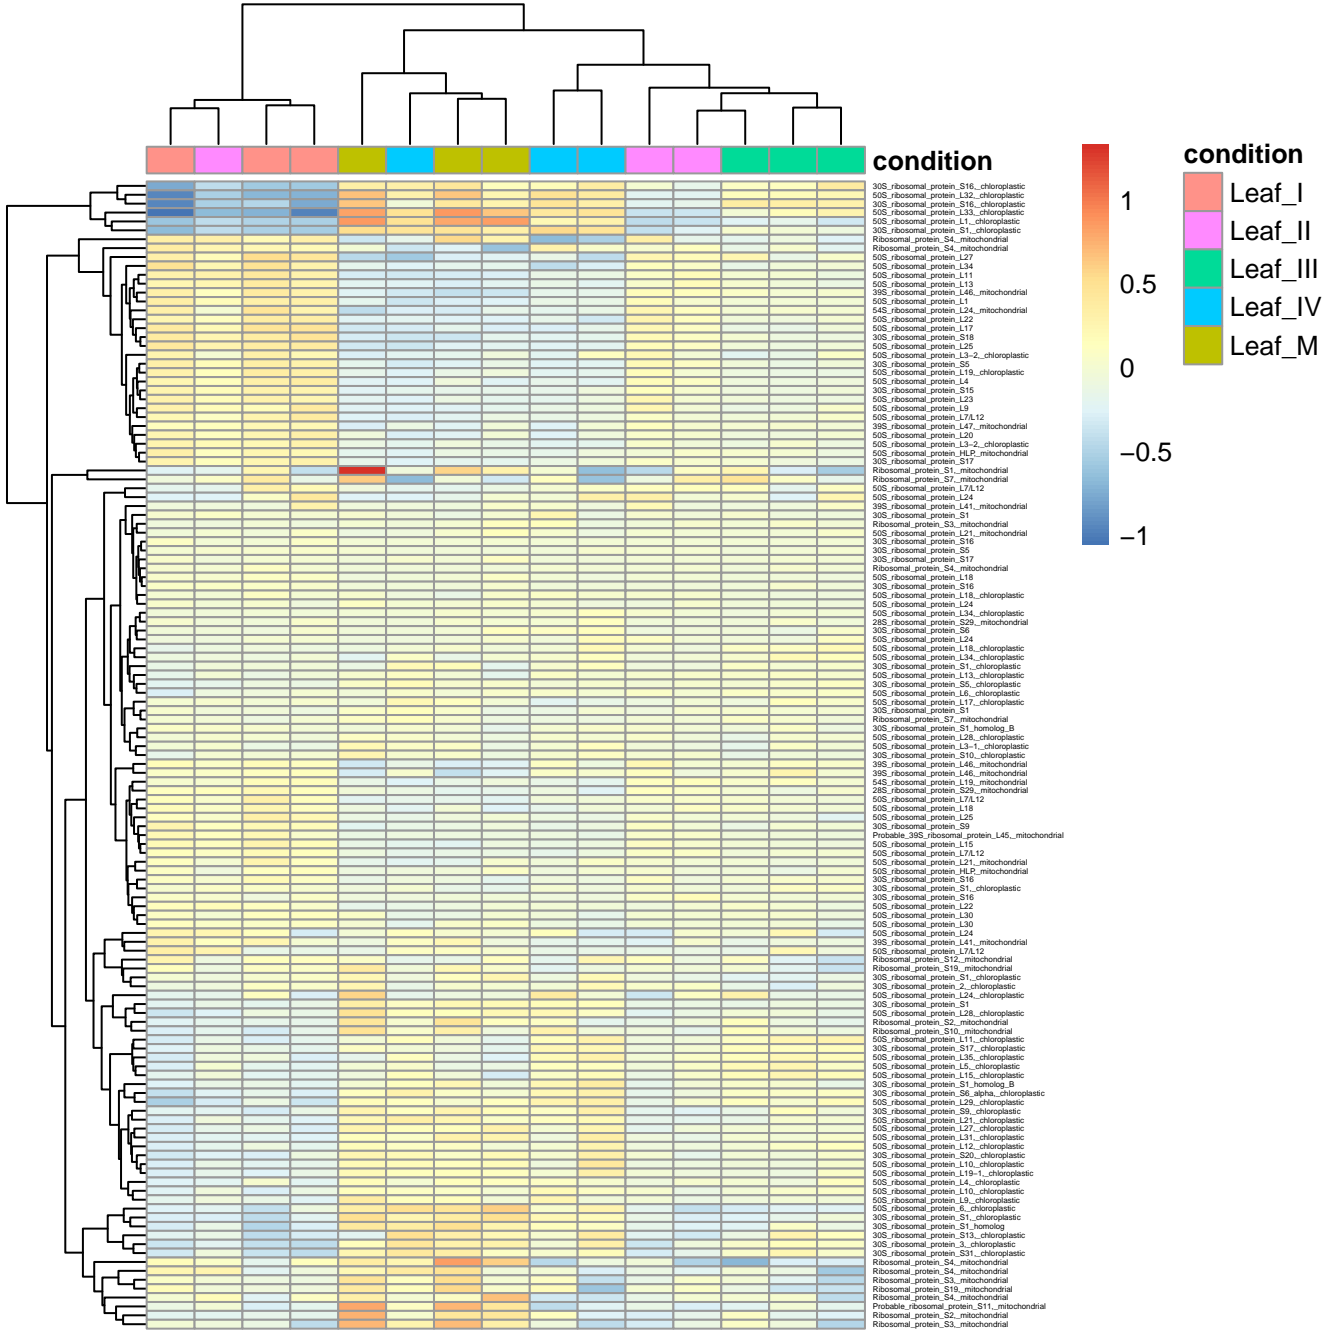 condition
30S_ribosomal_protein_S16,_chloroplastic
50S_ribosomal_protein_L32,_chloroplastic
30S_ribosomal_protein_S16,_chloroplastic
50S_ribosomal_protein_L33,_chloroplastic
50S_ribosomal_protein_L1,_chloroplastic
30S_ribosomal_protein_S1,_chloroplastic
Ribosomal_protein_S4,_mitochondrial
Ribosomal_protein_S4,_mitochondrial
50S_ribosomal_protein_L27
50S_ribosomal_protein_L34
50S_ribosomal_protein_L11
50S_ribosomal_protein_L13
39S_ribosomal_protein_L46,_mitochondrial
50S_ribosomal_protein_L1
54S_ribosomal_protein_L24,_mitochondrial
50S_ribosomal_protein_L22
50S_ribosomal_protein_L17
30S_ribosomal_protein_S18
50S_ribosomal_protein_L25
50S_ribosomal_protein_L3−2,_chloroplastic
30S_ribosomal_protein_S5
50S_ribosomal_protein_L19,_chloroplastic
50S_ribosomal_protein_L4
30S_ribosomal_protein_S15
50S_ribosomal_protein_L23
50S_ribosomal_protein_L9
50S_ribosomal_protein_L7/L12
39S_ribosomal_protein_L47,_mitochondrial
50S_ribosomal_protein_L20
50S_ribosomal_protein_L3−2,_chloroplastic
50S_ribosomal_protein_HLP,_mitochondrial
30S_ribosomal_protein_S17
Ribosomal_protein_S1,_mitochondrial
Ribosomal_protein_S7,_mitochondrial
50S_ribosomal_protein_L7/L12
50S_ribosomal_protein_L24
39S_ribosomal_protein_L41,_mitochondrial
30S_ribosomal_protein_S1
Ribosomal_protein_S3,_mitochondrial
50S_ribosomal_protein_L21,_mitochondrial
30S_ribosomal_protein_S16
30S_ribosomal_protein_S5
30S_ribosomal_protein_S17
Ribosomal_protein_S4,_mitochondrial
50S_ribosomal_protein_L18
30S_ribosomal_protein_S16
50S_ribosomal_protein_L18,_chloroplastic
50S_ribosomal_protein_L24
50S_ribosomal_protein_L34,_chloroplastic
28S_ribosomal_protein_S29,_mitochondrial
30S_ribosomal_protein_S6
50S_ribosomal_protein_L24
50S_ribosomal_protein_L18,_chloroplastic
50S_ribosomal_protein_L34,_chloroplastic
30S_ribosomal_protein_S1,_chloroplastic
50S_ribosomal_protein_L13,_chloroplastic
30S_ribosomal_protein_S5,_chloroplastic
50S_ribosomal_protein_L6,_chloroplastic
50S_ribosomal_protein_L17,_chloroplastic
30S_ribosomal_protein_S1
Ribosomal_protein_S7,_mitochondrial
30S_ribosomal_protein_S1_homolog_B
50S_ribosomal_protein_L28,_chloroplastic
50S_ribosomal_protein_L3−1,_chloroplastic
30S_ribosomal_protein_S10,_chloroplastic
39S_ribosomal_protein_L46,_mitochondrial
39S_ribosomal_protein_L46,_mitochondrial
54S_ribosomal_protein_L19,_mitochondrial
28S_ribosomal_protein_S29,_mitochondrial
50S_ribosomal_protein_L7/L12
50S_ribosomal_protein_L18
50S_ribosomal_protein_L25
30S_ribosomal_protein_S9
Probable_39S_ribosomal_protein_L45,_mitochondrial
50S_ribosomal_protein_L15
50S_ribosomal_protein_L7/L12
50S_ribosomal_protein_L21,_mitochondrial
50S_ribosomal_protein_HLP,_mitochondrial
30S_ribosomal_protein_S16
30S_ribosomal_protein_S1,_chloroplastic
30S_ribosomal_protein_S16
50S_ribosomal_protein_L22
50S_ribosomal_protein_L30
50S_ribosomal_protein_L30
50S_ribosomal_protein_L24
39S_ribosomal_protein_L41,_mitochondrial
50S_ribosomal_protein_L7/L12
Ribosomal_protein_S12,_mitochondrial
Ribosomal_protein_S19,_mitochondrial
30S_ribosomal_protein_S1,_chloroplastic
30S_ribosomal_protein_2,_chloroplastic
50S_ribosomal_protein_L24,_chloroplastic
30S_ribosomal_protein_S1
50S_ribosomal_protein_L28,_chloroplastic
Ribosomal_protein_S2,_mitochondrial
Ribosomal_protein_S10,_mitochondrial
50S_ribosomal_protein_L11,_chloroplastic
30S_ribosomal_protein_S17,_chloroplastic
50S_ribosomal_protein_L35,_chloroplastic
50S_ribosomal_protein_L5,_chloroplastic
50S_ribosomal_protein_L15,_chloroplastic
30S_ribosomal_protein_S1_homolog_B
30S_ribosomal_protein_S6_alpha,_chloroplastic
50S_ribosomal_protein_L29,_chloroplastic
30S_ribosomal_protein_S9,_chloroplastic
50S_ribosomal_protein_L21,_chloroplastic
50S_ribosomal_protein_L27,_chloroplastic
50S_ribosomal_protein_L31,_chloroplastic
50S_ribosomal_protein_L12,_chloroplastic
30S_ribosomal_protein_S20,_chloroplastic
50S_ribosomal_protein_L10,_chloroplastic
50S_ribosomal_protein_L19−1,_chloroplastic
50S_ribosomal_protein_L4,_chloroplastic
50S_ribosomal_protein_L10,_chloroplastic
50S_ribosomal_protein_L9,_chloroplastic
50S_ribosomal_protein_6,_chloroplastic
30S_ribosomal_protein_S1,_chloroplastic
30S_ribosomal_protein_S1_homolog
30S_ribosomal_protein_S13,_chloroplastic
30S_ribosomal_protein_3,_chloroplastic
30S_ribosomal_protein_S31,_chloroplastic
Ribosomal_protein_S4,_mitochondrial
Ribosomal_protein_S4,_mitochondrial
Ribosomal_protein_S3,_mitochondrial
Ribosomal_protein_S19,_mitochondrial
Ribosomal_protein_S4,_mitochondrial
Probable_ribosomal_protein_S11,_mitochondrial
Ribosomal_protein_S2,_mitochondrial
Ribosomal_protein_S3,_mitochondrial
1
0.5
0
−0.5
−1
condition
Leaf_I
Leaf_II
Leaf_III
Leaf_IV
Leaf_M